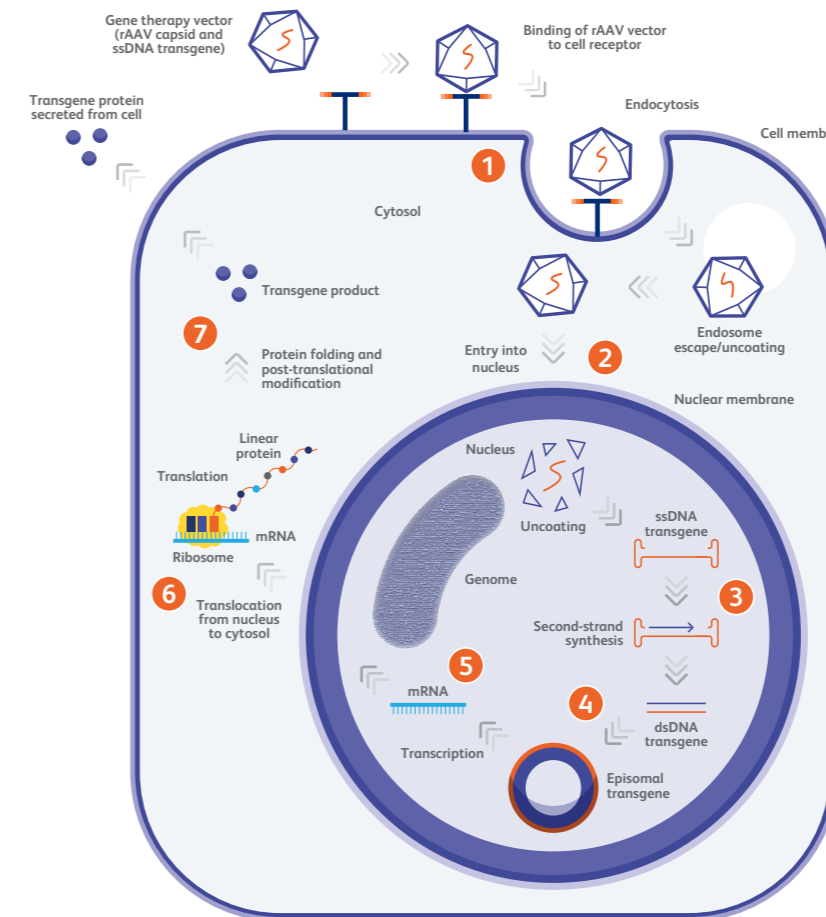 Gene therapy vector
(rAAV capsid and
ssDNA transgene)
Binding of rAAV vector
to cell receptor
Transgene protein
secreted from cell
Endocytosis
Cell memb
1
Cytosol
Transgene product
Endosome
escape/uncoating
2
Entry into
nucleus
7
Protein folding and
post-translational
modification
Nuclear membrane
Linear
protein
Translation
mRNA
Ribosome
Nucleus
Uncoating
ssDNA
transgene
Genome
3
6
Translocation
from nucleus
to cytosol
Second-strand
synthesis
5
mRNA
4
dsDNA
transgene
Transcription
Episomal
transgene